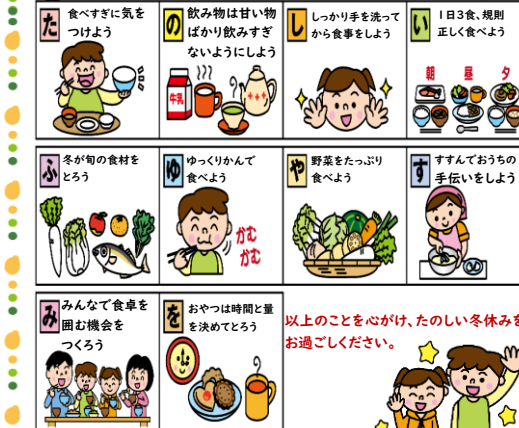 た
食べすぎに気を
つけよう
の
飲み物は甘い物
ばかり飲みすぎ
ないようにしよう
牛乳
し
しっかり手を洗って
から食事をしよう
い
1日3食、規則
正しく食べよう
朝 昼 夕
ふ
冬が旬の食材を
とろう
ゆ
ゆっくりかんで
食べよう
かむ
かむ
や
野菜をたっぷり
食べよう
す
すすんでおうちの
手伝いをしよう
み
みんなで食卓を
囲む機会を
つくろう
を
おやつは時間と量
を決めてとろう
以上のことを心がけ、たのしい冬休みを
お過ごしください。